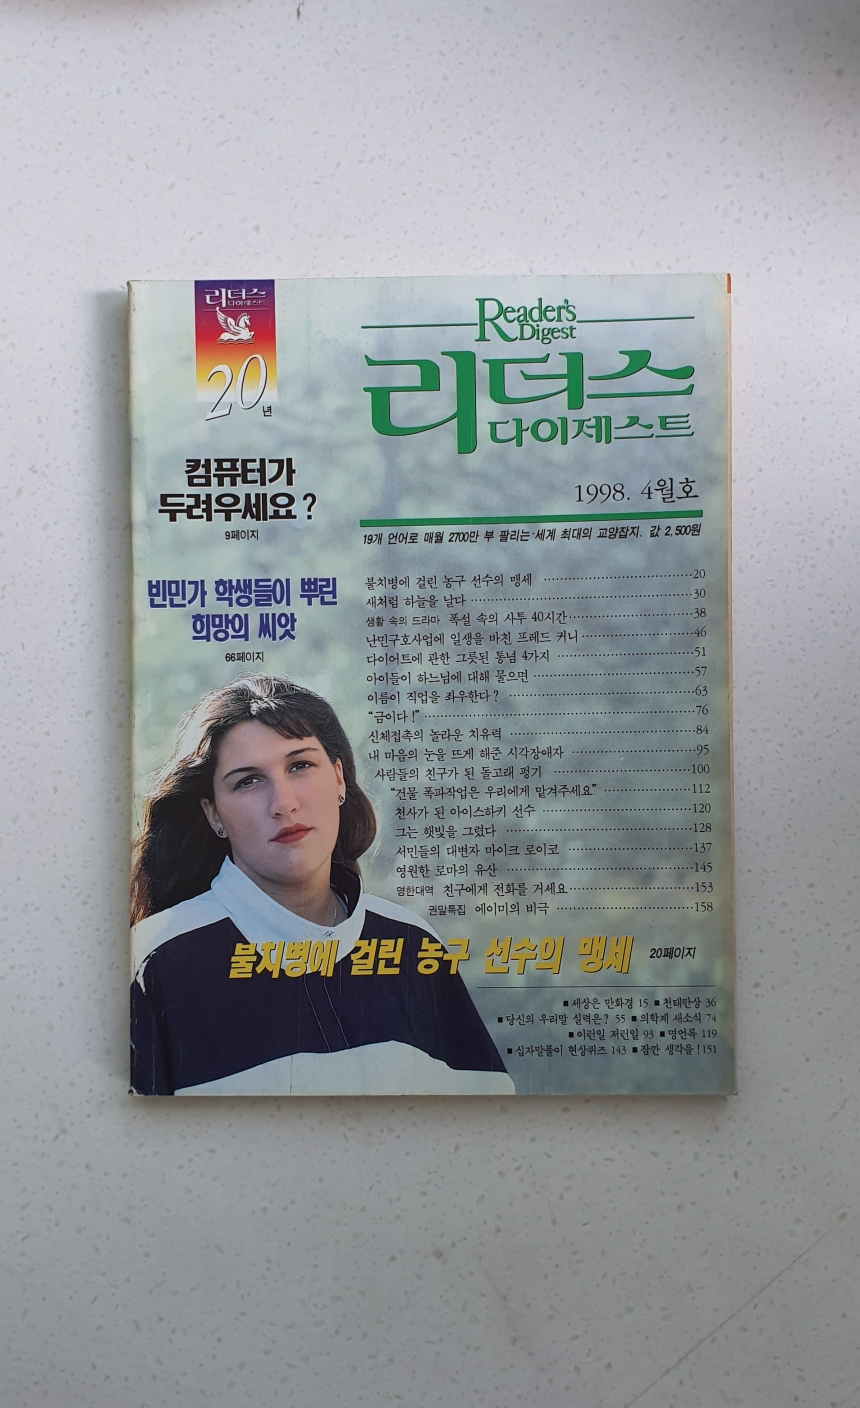 리더스
다이제스트
20년
Reader's
Digest
리더스
다이제스트
1998. 4월호
19개 언어로 매월 2700만 부 팔리는 세계 최대의 교양잡지. 값 2,500원
컴퓨터가
두려우세요?
9페이지
빈민가 학생들이 뿌린
희망의 씨앗
66페이지
불치병에 걸린 농구 선수의 맹세 20
새처럼 하늘을 날다 30
생활 속의 드라마 폭설 속의 사투 40시간 38
난민구호사업에 일생을 바친 프레드 커니 46
다이어트에 관한 그릇된 통념 4가지 51
아이들이 하느님에 대해 물으면 57
이름이 직업을 좌우한다? 63
“금이다!” 76
신체접촉의 놀라운 치유력 84
내 마음의 눈을 뜨게 해준 시각장애자 95
사람들의 친구가 된 돌고래 펑기 100
“건물 폭파작업은 우리에게 맡겨주세요” 112
천사가 된 아이스하키 선수 120
그는 햇빛을 그렸다 128
서민들의 대변자 마이크 로이코 137
영원한 로마의 유산 145
영한대역 친구에게 전화를 거세요 153
권말특집 에이미의 비극 158
불치병에 걸린 농구 선수의 맹세 20페이지
■ 세상은 만화경 15 ■ 천태만상 36
■ 당신의 우리말 실력은? 55 ■ 의학계 새소식 74
■ 이런일 저런일 93 ■ 명언록 119
■ 십자말풀이 현상퀴즈 143 ■ 잠깐 생각을! 151